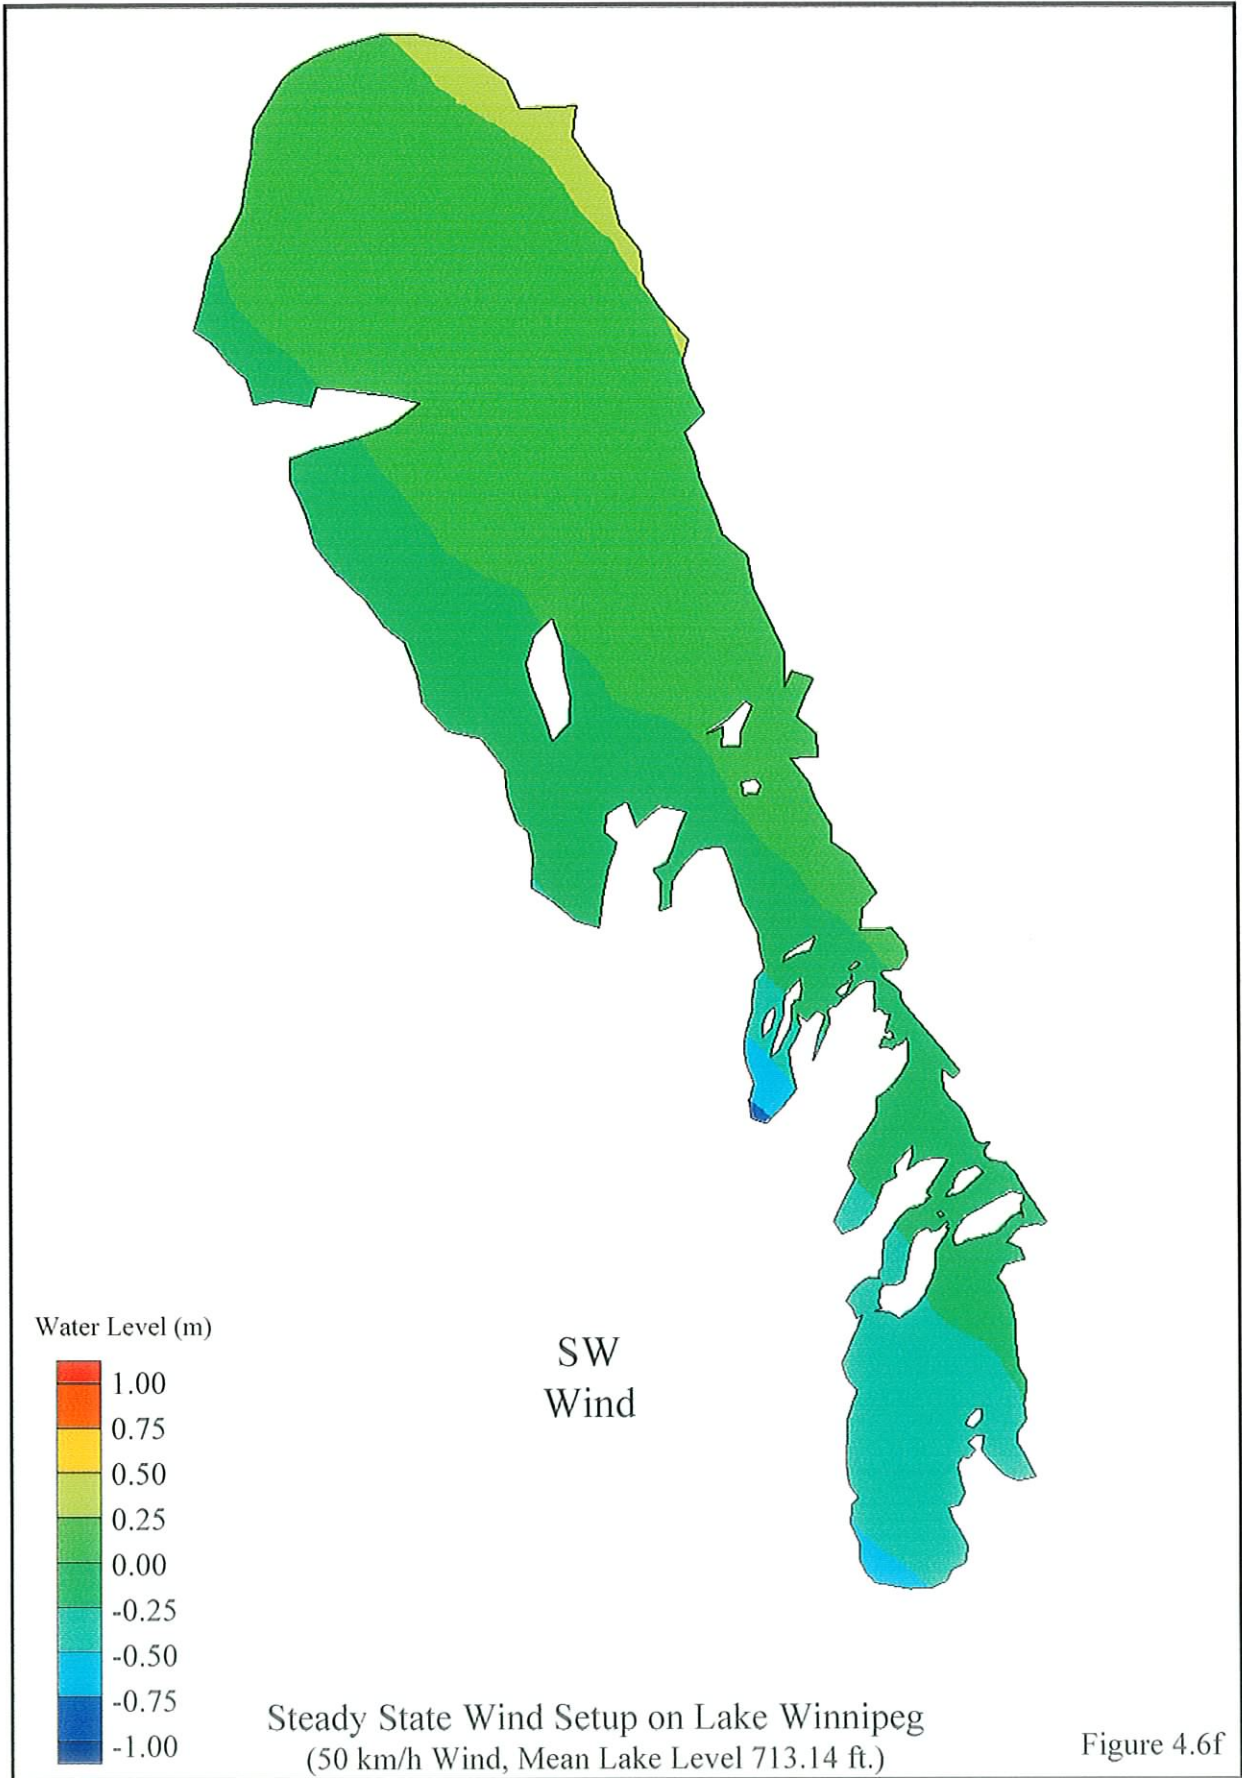 Water Level (m)
1.00
0.75
0.50
0.25
0.00
-0.25
-0.50
-0.75
-1.00
SW
Wind
Steady State Wind Setup on Lake Winnipeg
(50 km/h Wind, Mean Lake Level 713.14 ft.)
Figure 4.6f